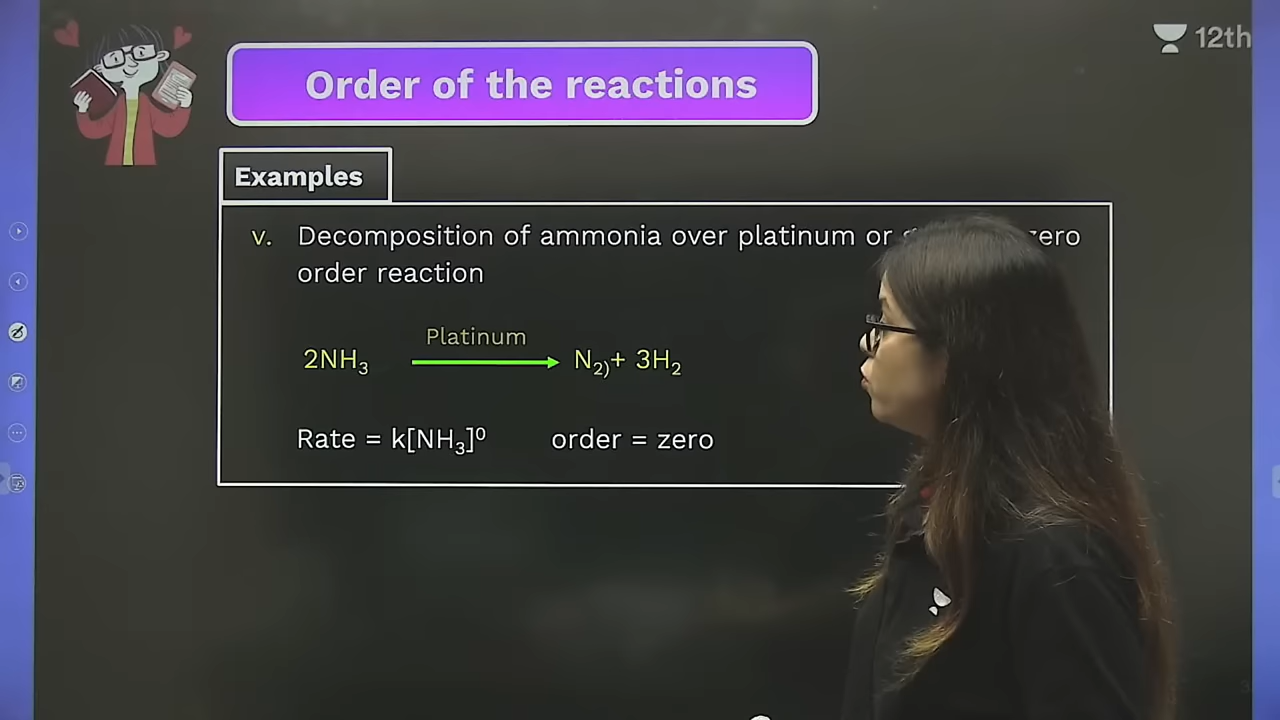 12th
Order of the reactions
Examples
v. Decomposition of ammonia over platinum or zero
order reaction
Platinum
2NH₃ → N₂)+ 3H₂
Rate = k[NH₃]⁰ order = zero